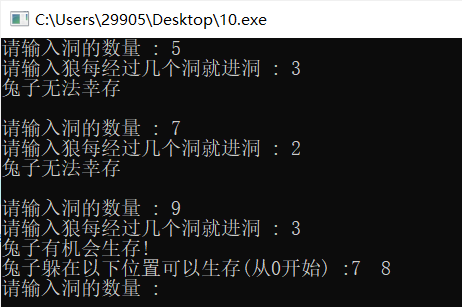 C:\Users\29905\Desktop\10.exe
请输入洞的数量 : 5
请输入狼每经过几个洞就进洞 : 3
兔子无法幸存
请输入洞的数量 : 7
请输入狼每经过几个洞就进洞 : 2
兔子无法幸存
请输入洞的数量 : 9
请输入狼每经过几个洞就进洞 : 3
兔子有机会生存!
兔子躲在以下位置可以生存(从0开始) :7  8
请输入洞的数量 :